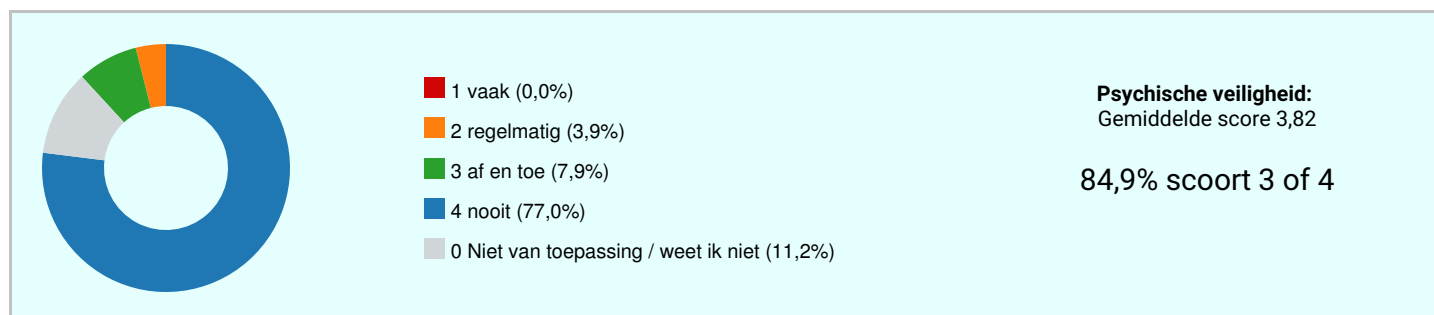 1 vaak (0,0%)
2 regelmatig (3,9%)
3 af en toe (7,9%)
4 nooit (77,0%)
0 Niet van toepassing / weet ik niet (11,2%)
Psychische veiligheid:
Gemiddelde score 3,82
84,9% scoort 3 of 4